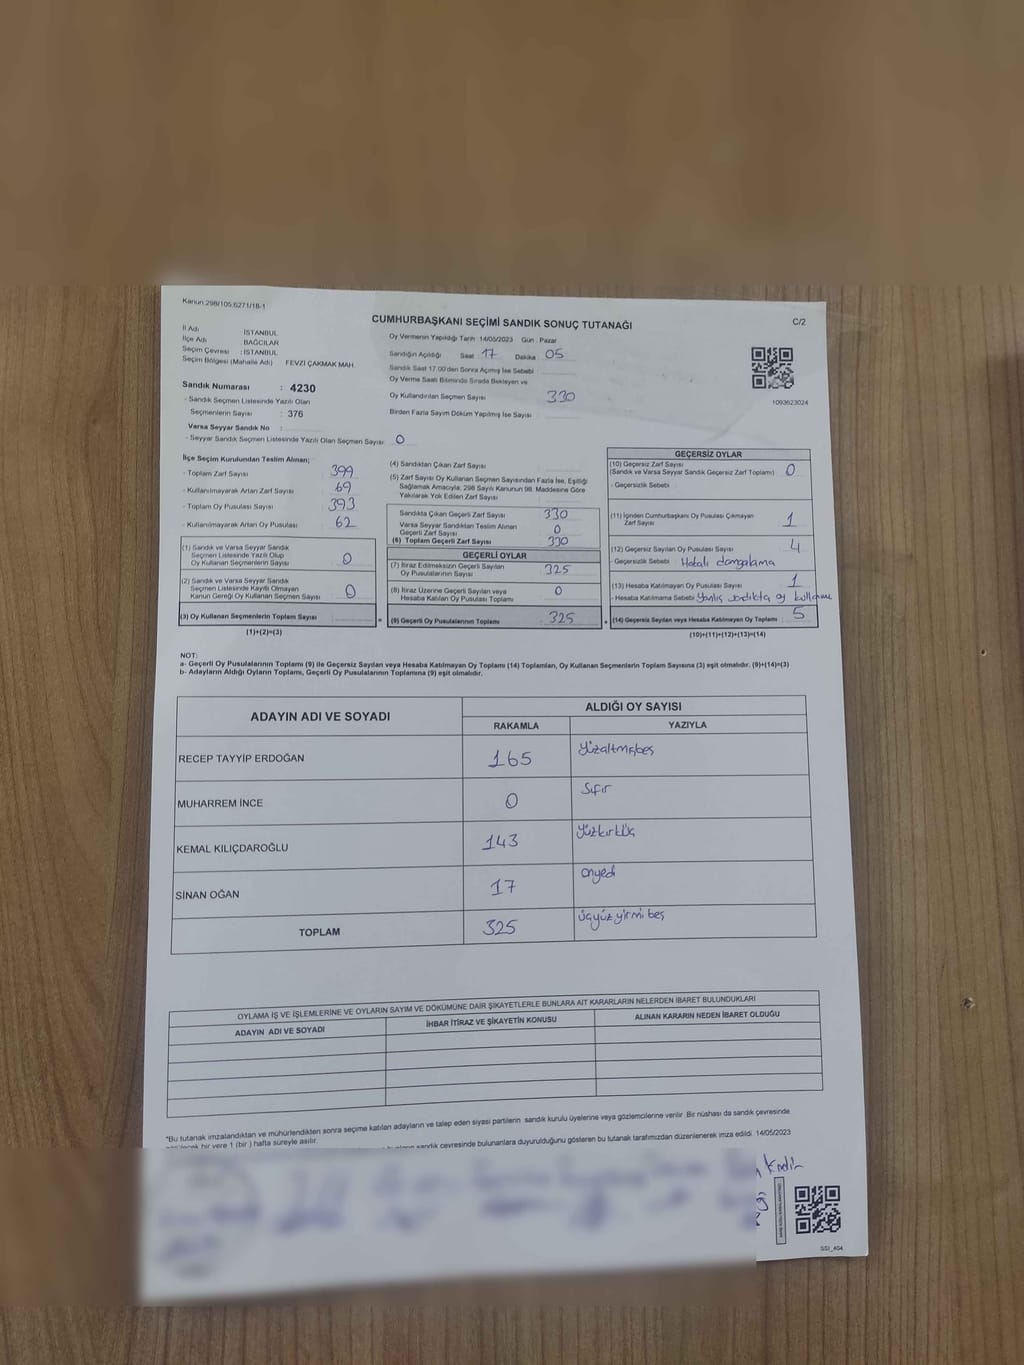 Kanun:298/105,6271/18-1
CUMHURBAŞKANI SEÇİMİ SANDIK SONUÇ TUTANAĞI
C/2
İl Adı : İSTANBUL
İlçe Adı : BAĞCILAR
Seçim Çevresi : İSTANBUL
Seçim Bölgesi (Mahalle Adı) FEVZİ ÇAKMAK MAH.
Sandık Numarası : 4230
- Sandık Seçmen Listesinde Yazılı Olan
Seçmenlerin Sayısı : 376
Varsa Seyyar Sandık No :
- Seyyar Sandık Seçmen Listesinde Yazılı Olan Seçmen Sayısı: 0
Oy Vermenin Yapıldığı Tarih 14/05/2023 Gün Pazar
Sandığın Açıldığı Saat 17 Dakika 05
Sandık Saat 17.00'den Sonra Açılmış İse Sebebi
Oy Verme Saati Bitiminde Sırada Bekleyen ve
Oy Kullandırılan Seçmen Sayısı 330
Birden Fazla Sayım Döküm Yapılmış İse Sayısı
1093623024
İlçe Seçim Kurulundan Teslim Alınan;
- Toplam Zarf Sayısı 399
- Kullanılmayarak Artan Zarf Sayısı 69
- Toplam Oy Pusulası Sayısı 393
- Kullanılmayarak Artan Oy Pusulası 62
(1) Sandık ve Varsa Seyyar Sandık
Seçmen Listesinde Yazılı Olup
Oy Kullanan Seçmenlerin Sayısı 0
(2) Sandık ve Varsa Seyyar Sandık
Seçmen Listesinde Kayıtlı Olmayan
Kanun Gereği Oy Kullanan Seçmen Sayısı 0
(3) Oy Kullanan Seçmenlerin Toplam Sayısı
(1)+(2)=(3)
(4) Sandıktan Çıkan Zarf Sayısı
(5) Zarf Sayısı Oy Kullanan Seçmen Sayısından Fazla İse, Eşitliği
Sağlamak Amacıyla, 298 Sayılı Kanunun 98. Maddesine Göre
Yakılarak Yok Edilen Zarf Sayısı
Sandıkta Çıkan Geçerli Zarf Sayısı 330
Varsa Seyyar Sandıktan Teslim Alınan
Geçerli Zarf Sayısı 0
(6) Toplam Geçerli Zarf Sayısı 330
GEÇERLİ OYLAR
(7) İtiraz Edilmeksizin Geçerli Sayılan
Oy Pusulalarının Sayısı 325
(8) İtiraz Üzerine Geçerli Sayılan veya
Hesaba Katılan Oy Pusulası Toplamı 0
= (9) Geçerli Oy Pusulalarının Toplamı 325
GEÇERSİZ OYLAR
(10) Geçersiz Zarf Sayısı
(Sandık ve Varsa Seyyar Sandık Geçersiz Zarf Toplamı) 0
- Geçersizlik Sebebi
(11) İçinden Cumhurbaşkanı Oy Pusulası Çıkmayan
Zarf Sayısı 1
(12) Geçersiz Sayılan Oy Pusulası Sayısı 4
- Geçersizlik Sebebi Hatalı damgalama
(13) Hesaba Katılmayan Oy Pusulası Sayısı 1
- Hesaba Katılmama Sebebi Yanlış sandıkta oy kullanma
+ (14) Geçersiz Sayılan veya Hesaba Katılmayan Oy Toplamı 5
(10)+(11)+(12)+(13)=(14)
NOT:
a- Geçerli Oy Pusulalarının Toplamı (9) ile Geçersiz Sayılan veya Hesaba Katılmayan Oy Toplamı (14) Toplamları, Oy Kullanan Seçmenlerin Toplam Sayısına (3) eşit olmalıdır. (9)+(14)=(3)
b- Adayların Aldığı Oyların Toplamı, Geçerli Oy Pusulalarının Toplamına (9) eşit olmalıdır.
ADAYIN ADI VE SOYADI
ALDIĞI OY SAYISI
RAKAMLA YAZIYLA
RECEP TAYYİP ERDOĞAN 165 Yüzaltmışbeş
MUHARREM İNCE 0 Sıfır
KEMAL KILIÇDAROĞLU 143 Yüzkırküç
SİNAN OĞAN 17 onyedi
TOPLAM 325 üçyüzyirmi beş
OYLAMA İŞ VE İŞLEMLERİNE VE OYLARIN SAYIM VE DÖKÜMÜNE DAİR ŞİKAYETLERLE BUNLARA AİT KARARLARIN NELERDEN İBARET BULUNDUKLARI
ADAYIN ADI VE SOYADI İHBAR İTİRAZ VE ŞİKAYETİN KONUSU ALINAN KARARIN NEDEN İBARET OLDUĞU
"Bu tutanak imzalandıktan ve mühürlendikten sonra seçime katılan adayların ve talep eden siyasi partilerin sandık kurulu üyelerine veya gözlemcilerine verilir. Bir nüshası da sandık çevresinde
bir yere 1 (bir) hafta süreyle asılır.
sandık çevresinde bulunanlara duyurulduğunu gösteren bu tutanak tarafımızdan düzenlenerek imza edildi. 14/05/2023
SSİ_404